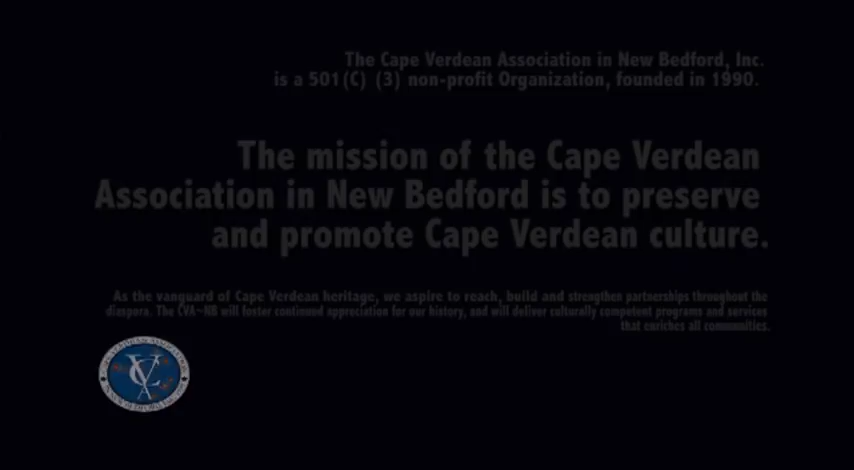 The Cape Verdean Association in New Bedford, Inc.
is a 501(C) (3) non-profit Organization, founded in 1990.
The mission of the Cape Verdean
Association in New Bedford is to preserve
and promote Cape Verdean culture.
As the vanguard of Cape Verdean heritage, we aspire to reach, build and strengthen partnerships throughout the
diaspora. The CVA~NB will foster continued appreciation for our history, and will deliver culturally competent programs and services
that enriches all communities.
VCA